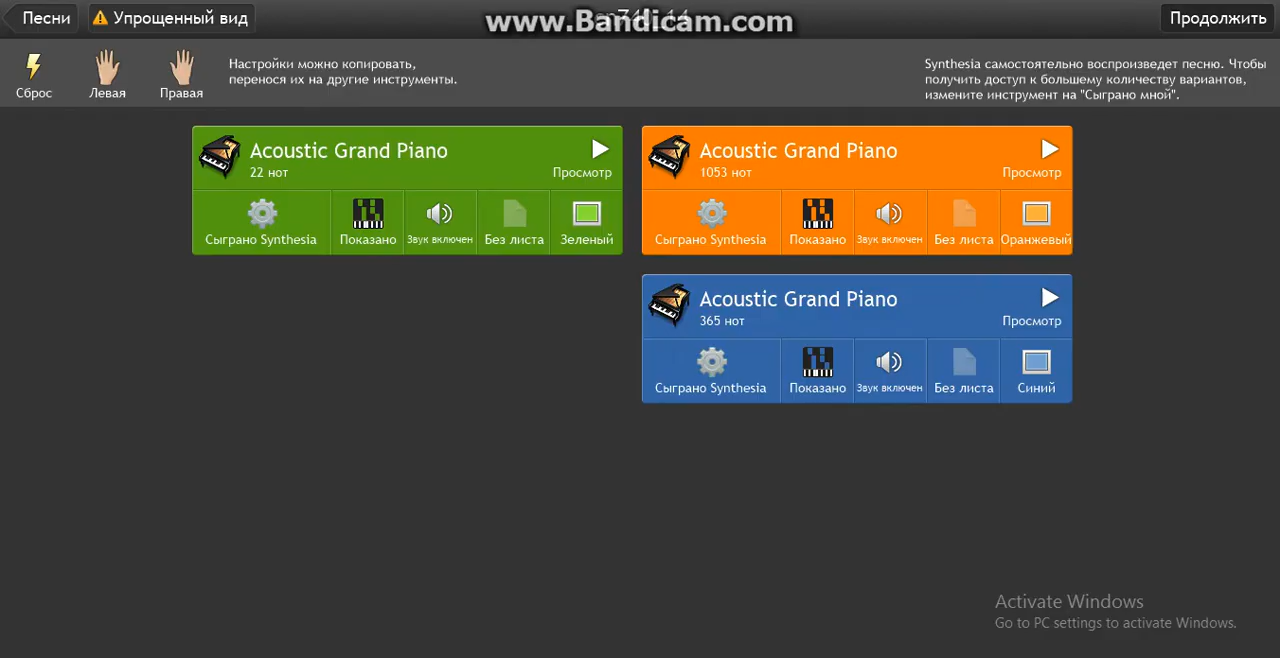 Песни
Упрощенный вид
www.Bandicam.com
Продолжить
Сброс
Левая
Правая
Настройки можно копировать,
перенося их на другие инструменты.
Synthesia самостоятельно воспроизведет песню. Чтобы
получить доступ к большему количеству вариантов,
измените инструмент на "Сыграно мной".
Acoustic Grand Piano
22 нот
Просмотр
Сыграно Synthesia
Показано
Звук включен
Без листа
Зеленый
Acoustic Grand Piano
1053 нот
Просмотр
Сыграно Synthesia
Показано
Звук включен
Без листа
Оранжевый
Acoustic Grand Piano
365 нот
Просмотр
Сыграно Synthesia
Показано
Звук включен
Без листа
Синий
Activate Windows
Go to PC settings to activate Windows.